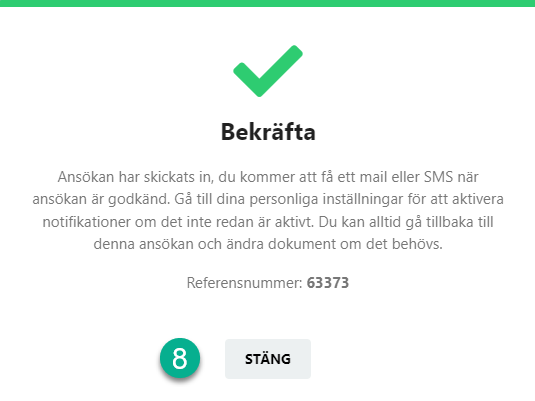 Bekräfta
Ansökan har skickats in, du kommer att få ett mail eller SMS när
ansökan är godkänd. Gå till dina personliga inställningar för att aktivera
notifikationer om det inte redan är aktivt. Du kan alltid gå tillbaka till
denna ansökan och ändra dokument om det behövs.
Referensnummer: 63373
8 STÄNG